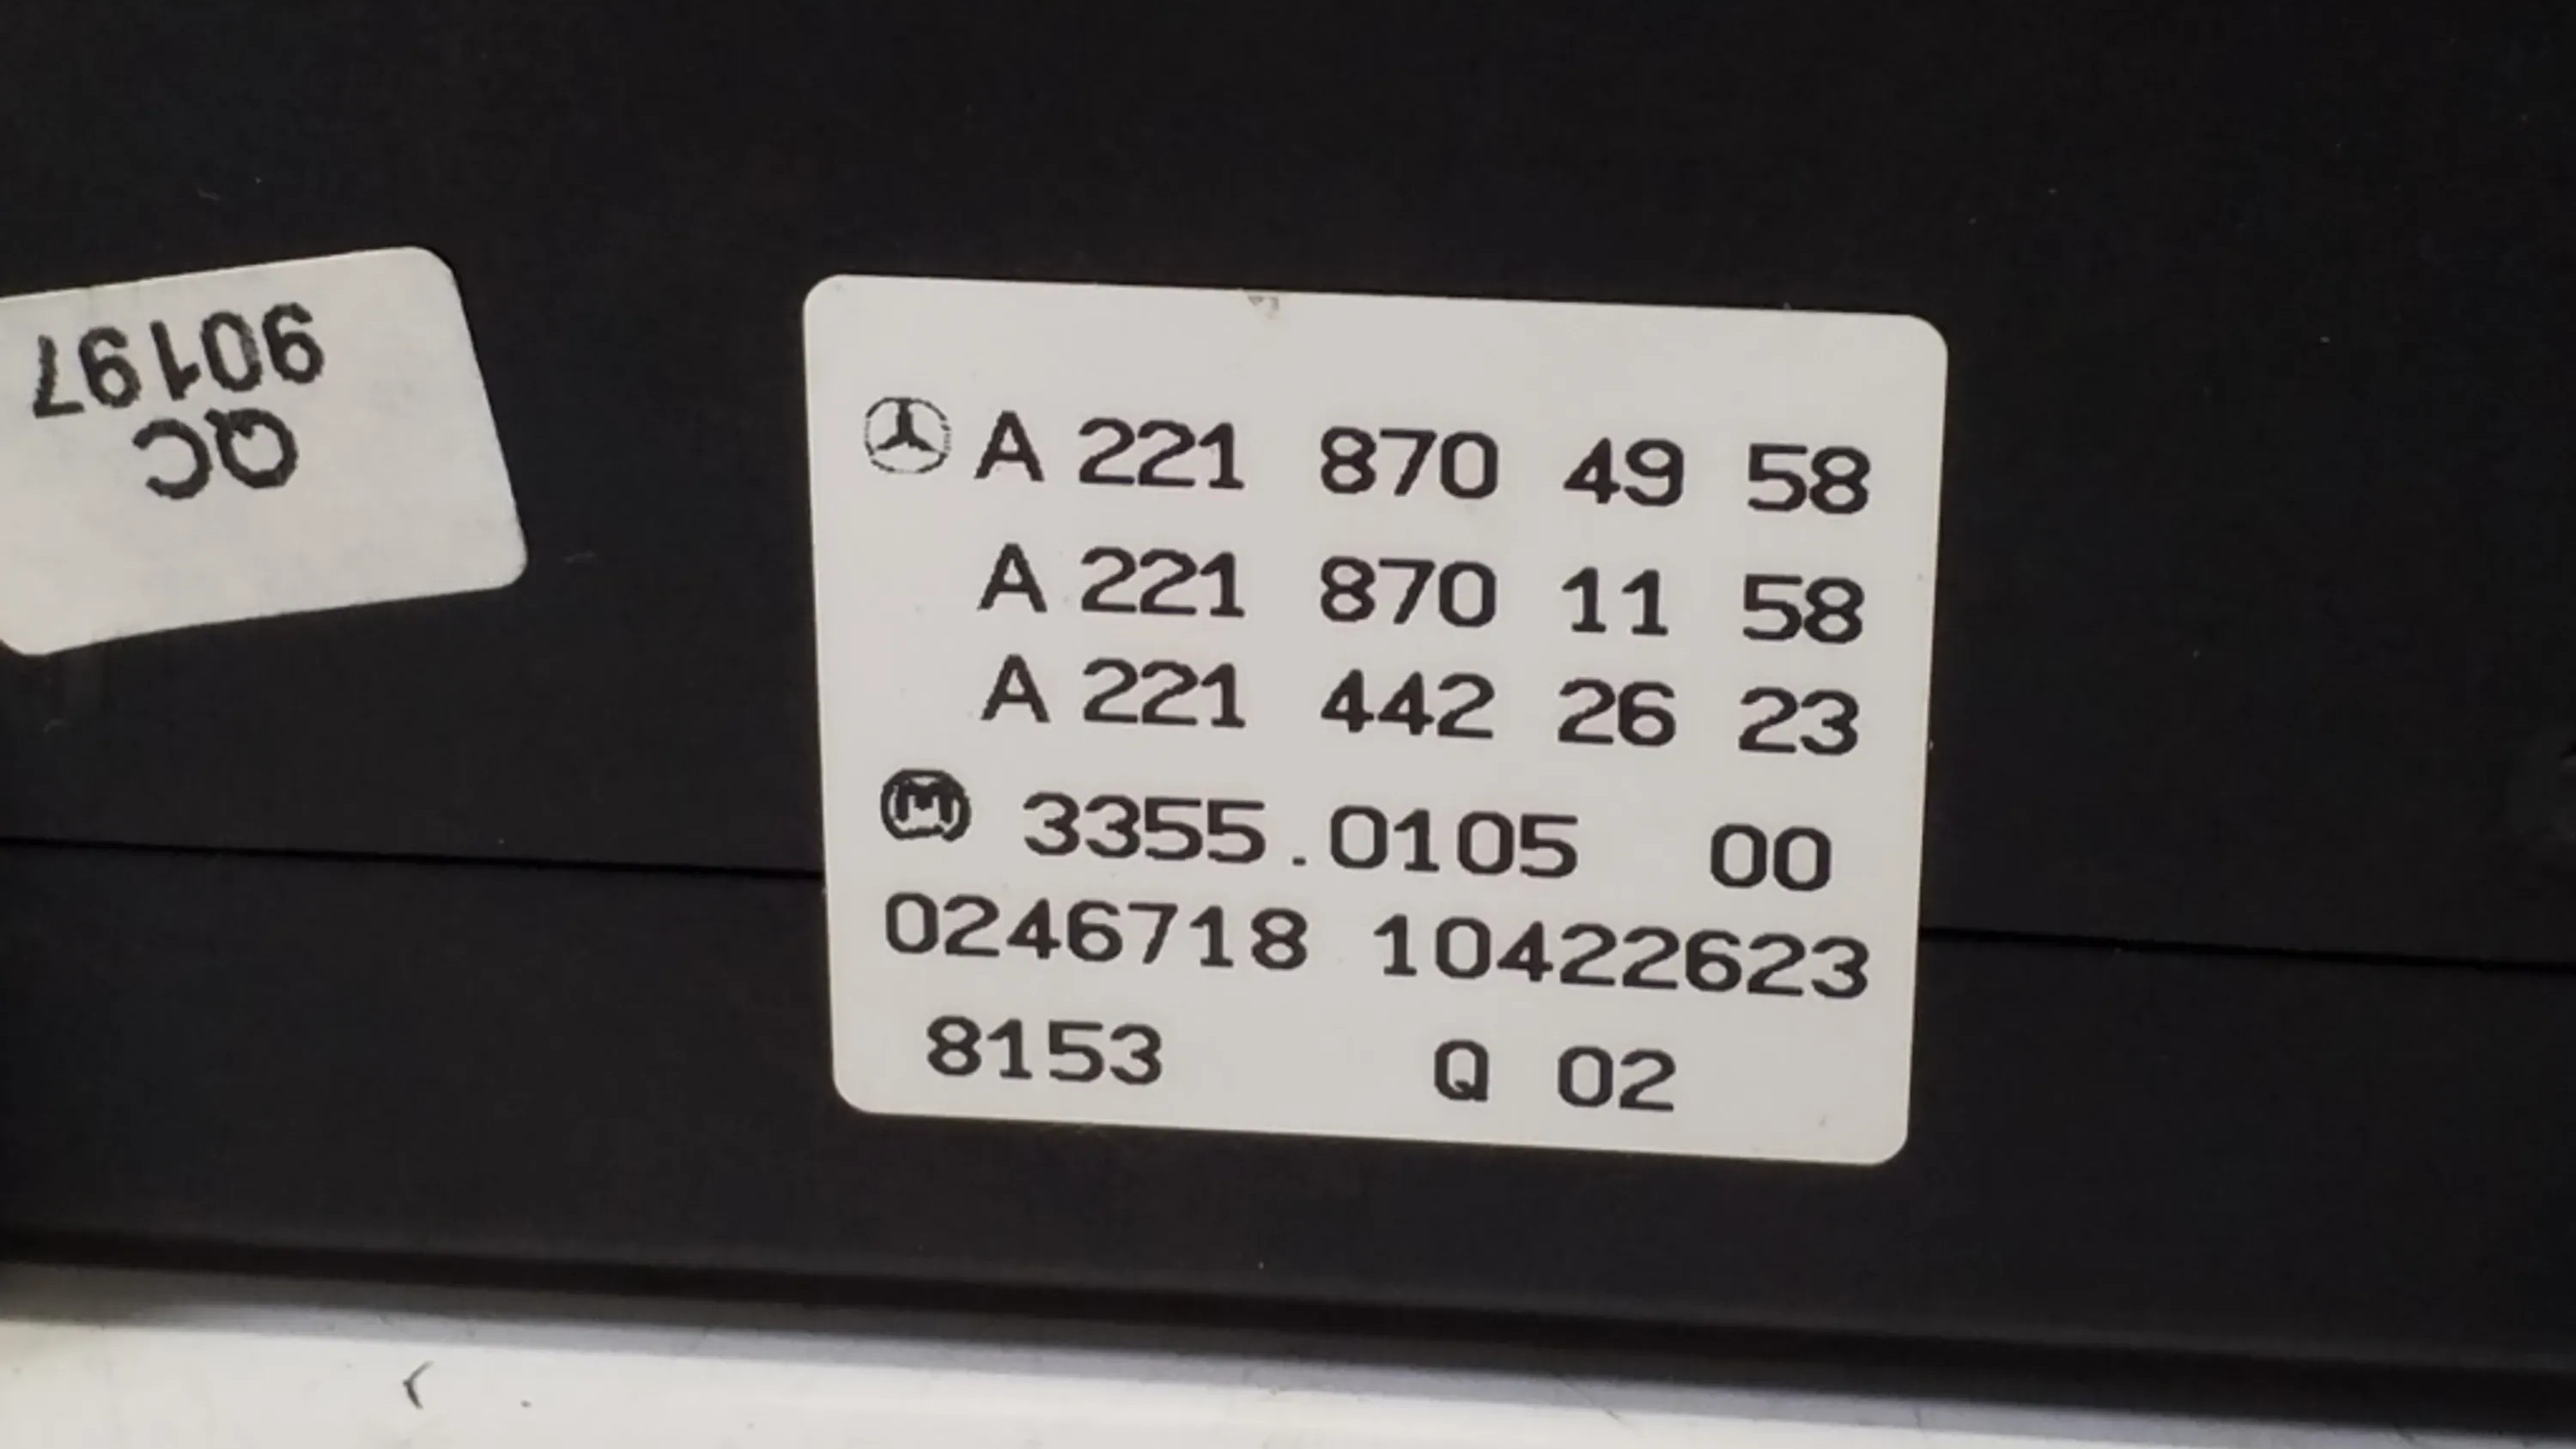 90197
QC
A 221 870 49 58
A 221 870 11 58
A 221 442 26 23
M 3355.0105 00
0246718 10422623
8153 Q 02